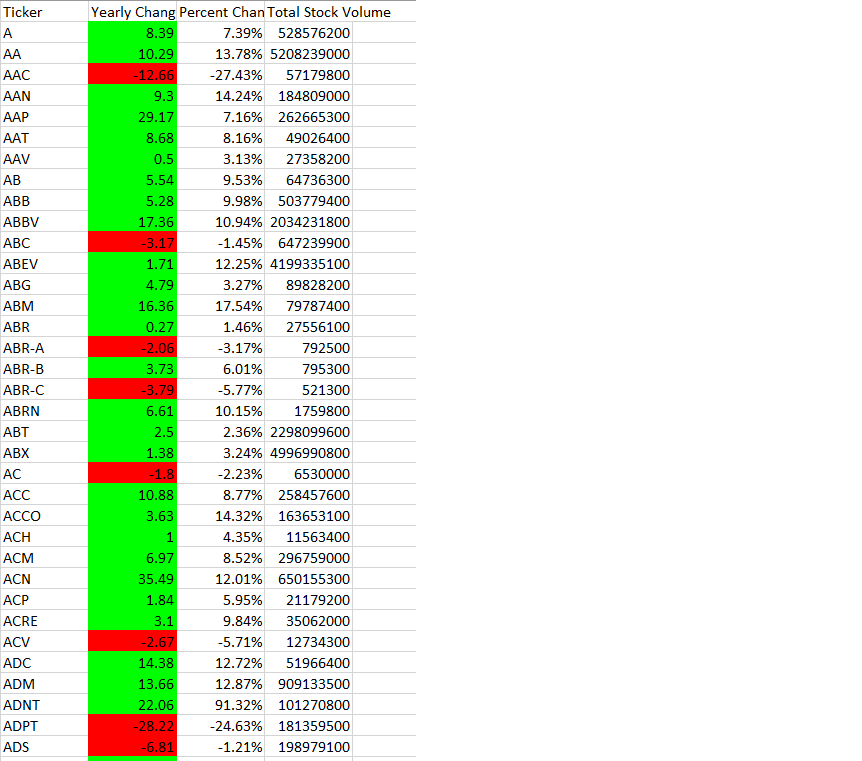 Ticker Yearly Chang Percent Chan Total Stock Volume
A 8.39 7.39% 528576200
AA 10.29 13.78% 5208239000
AAC -12.66 -27.43% 57179800
AAN 9.3 14.24% 184809000
AAP 29.17 7.16% 262665300
AAT 8.68 8.16% 49026400
AAV 0.5 3.13% 27358200
AB 5.54 9.53% 64736300
ABB 5.28 9.98% 503779400
ABBV 17.36 10.94% 2034231800
ABC -3.17 -1.45% 647239900
ABEV 1.71 12.25% 4199335100
ABG 4.79 3.27% 89828200
ABM 16.36 17.54% 79787400
ABR 0.27 1.46% 27556100
ABR-A -2.06 -3.17% 792500
ABR-B 3.73 6.01% 795300
ABR-C -3.79 -5.77% 521300
ABRN 6.61 10.15% 1759800
ABT 2.5 2.36% 2298099600
ABX 1.38 3.24% 4996990800
AC -1.8 -2.23% 6530000
ACC 10.88 8.77% 258457600
ACCO 3.63 14.32% 163653100
ACH 1 4.35% 11563400
ACM 6.97 8.52% 296759000
ACN 35.49 12.01% 650155300
ACP 1.84 5.95% 21179200
ACRE 3.1 9.84% 35062000
ACV -2.67 -5.71% 12734300
ADC 14.38 12.72% 51966400
ADM 13.66 12.87% 909133500
ADNT 22.06 91.32% 101270800
ADPT -28.22 -24.63% 181359500
ADS -6.81 -1.21% 198979100